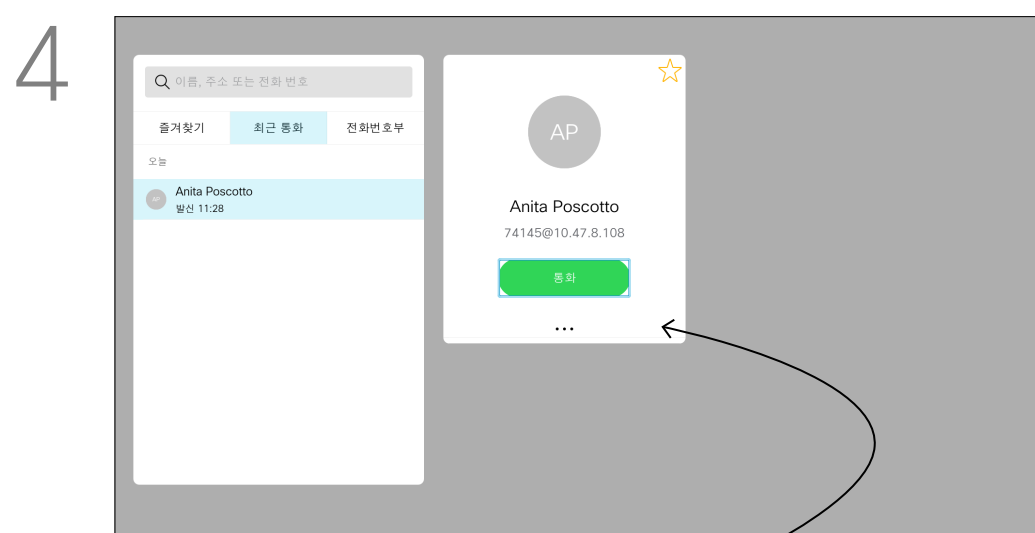 4
이름, 주소 또는 전화 번호
즐겨찾기 최근 통화 전화번호부
오늘
AP Anita Poscotto
발신 11:28
AP
Anita Poscotto
74145@10.47.8.108
통화
...